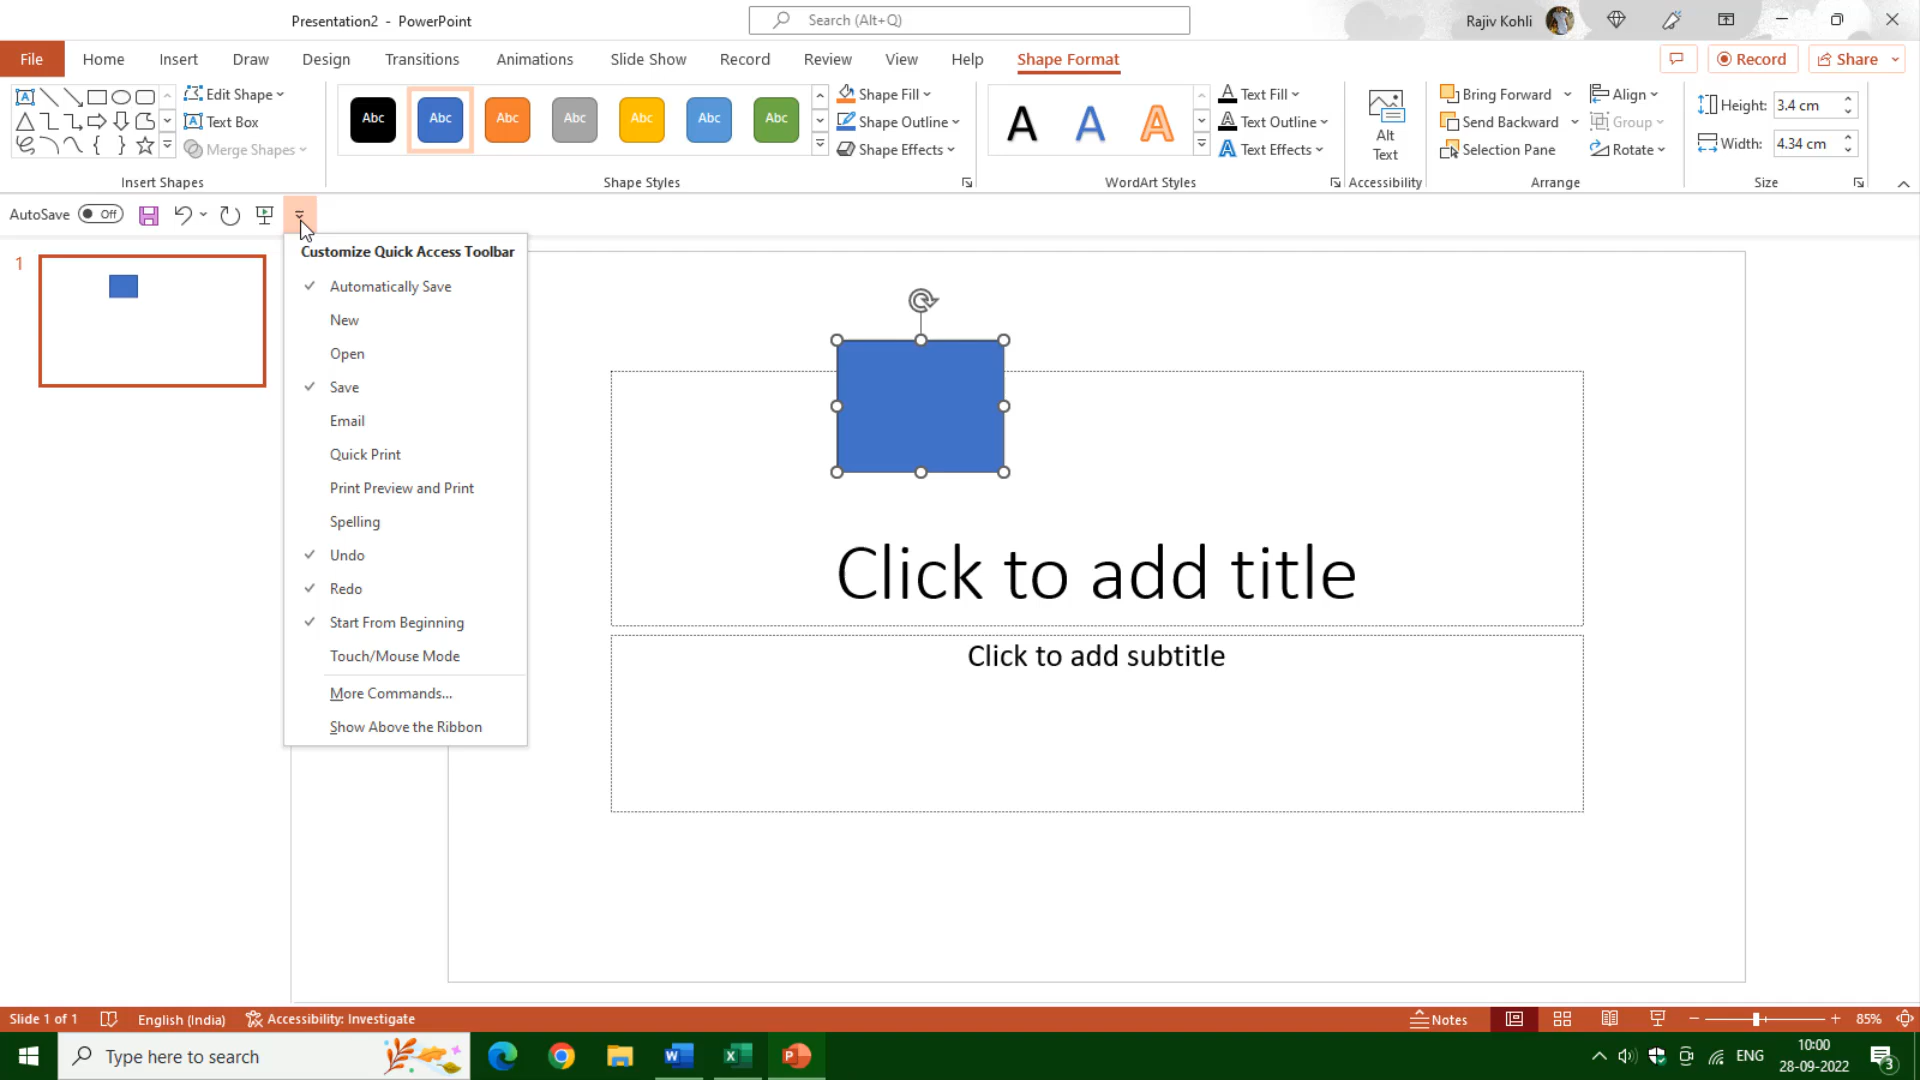 Presentation2 - PowerPoint
Search (Alt+Q)
Rajiv Kohli
File Home Insert Draw Design Transitions Animations Slide Show Record Review View Help Shape Format
Record Share
Edit Shape
Text Box
Merge Shapes
Insert Shapes
Abc Abc Abc Abc Abc Abc Abc
Shape Fill
Shape Outline
Shape Effects
Shape Styles
A A A
Text Fill
Text Outline
Text Effects
WordArt Styles
Alt
Text
Accessibility
Bring Forward
Send Backward
Selection Pane
Align
Group
Rotate
Arrange
Height: 3.4 cm
Width: 4.34 cm
Size
AutoSave Off
Customize Quick Access Toolbar
Automatically Save
New
Open
Save
Email
Quick Print
Print Preview and Print
Spelling
Undo
Redo
Start From Beginning
Touch/Mouse Mode
More Commands...
Show Above the Ribbon
1
Click to add title
Click to add subtitle
Slide 1 of 1 English (India) Accessibility: Investigate
Notes 85%
Type here to search
ENG
10:00
28-09-2022
3